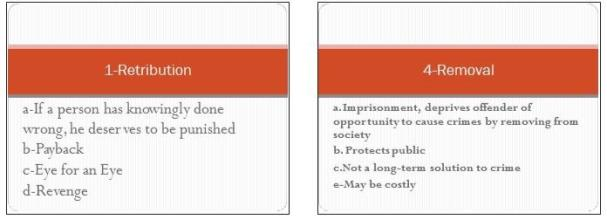 1-Retribution
a-If a person has knowingly done
wrong, he deserves to be punished
b-Payback
c-Eye for an Eye
d-Revenge
4-Removal
a.Imprisonment, deprives offender of
opportunity to cause crimes by removing from
society
b. Protects public
c.Not a long-term solution to crime
e-May be costly